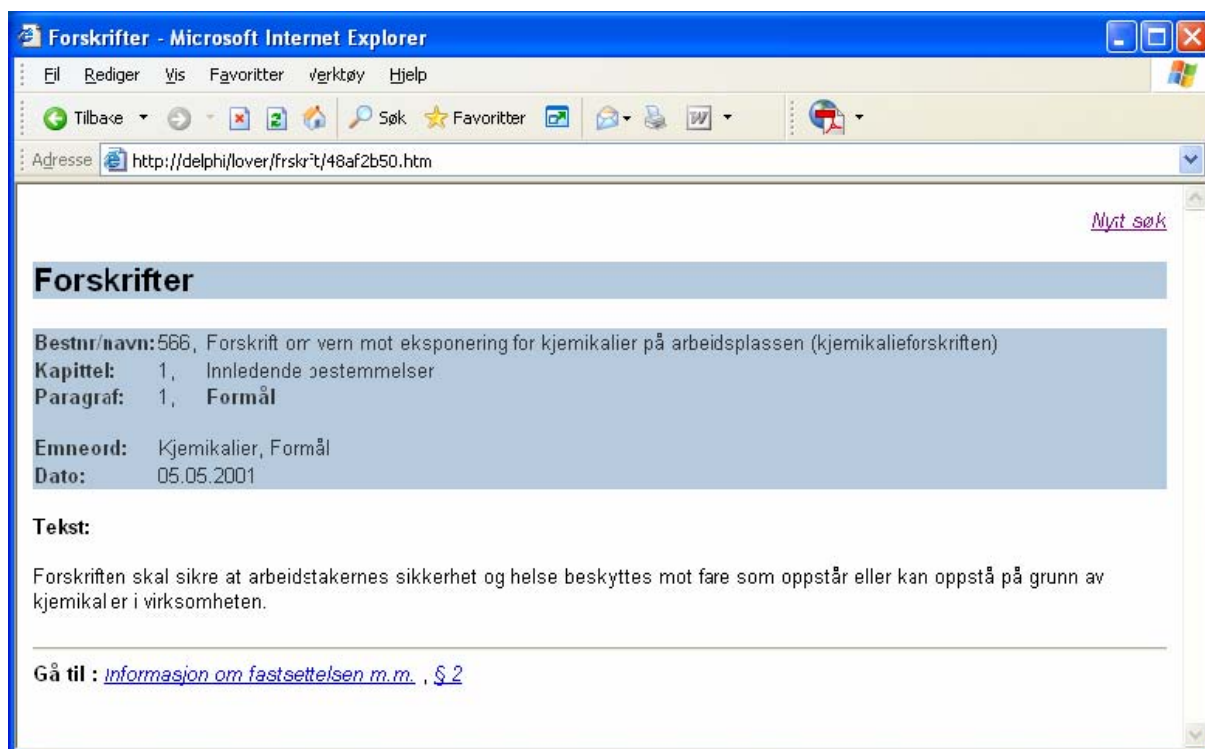 Forskrifter - Microsoft Internet Explorer
Fil Rediger Vis Favoritter Verktøy Hjelp
Tilbake Søk Favoritter
Adresse http://delphi/lover/frskrft/48af2b50.htm
Nytt søk
Forskrifter
Bestnr/navn: 566, Forskrift om vern mot eksponering for kjemikalier på arbeidsplassen (kjemikalieforskriften)
Kapittel: 1, Innledende bestemmelser
Paragraf: 1, Formål
Emneord: Kjemikalier, Formål
Dato: 05.05.2001
Tekst:
Forskriften skal sikre at arbeidstakernes sikkerhet og helse beskyttes mot fare som oppstår eller kan oppstå på grunn av
kjemikalier i virksomheten.
Gå til : Informasjon om fastsettelsen m.m. , § 2